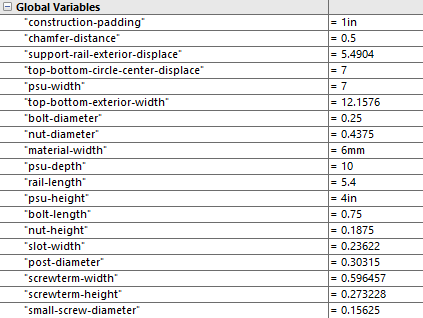 Global Variables
"construction-padding" = 1in
"chamfer-distance" = 0.5
"support-rail-exterior-displace" = 5.4904
"top-bottom-circle-center-displace" = 7
"psu-width" = 7
"top-bottom-exterior-width" = 12.1576
"bolt-diameter" = 0.25
"nut-diameter" = 0.4375
"material-width" = 6mm
"psu-depth" = 10
"rail-length" = 5.4
"psu-height" = 4in
"bolt-length" = 0.75
"nut-height" = 0.1875
"slot-width" = 0.23622
"post-diameter" = 0.30315
"screwterm-width" = 0.596457
"screwterm-height" = 0.273228
"small-screw-diameter" = 0.15625